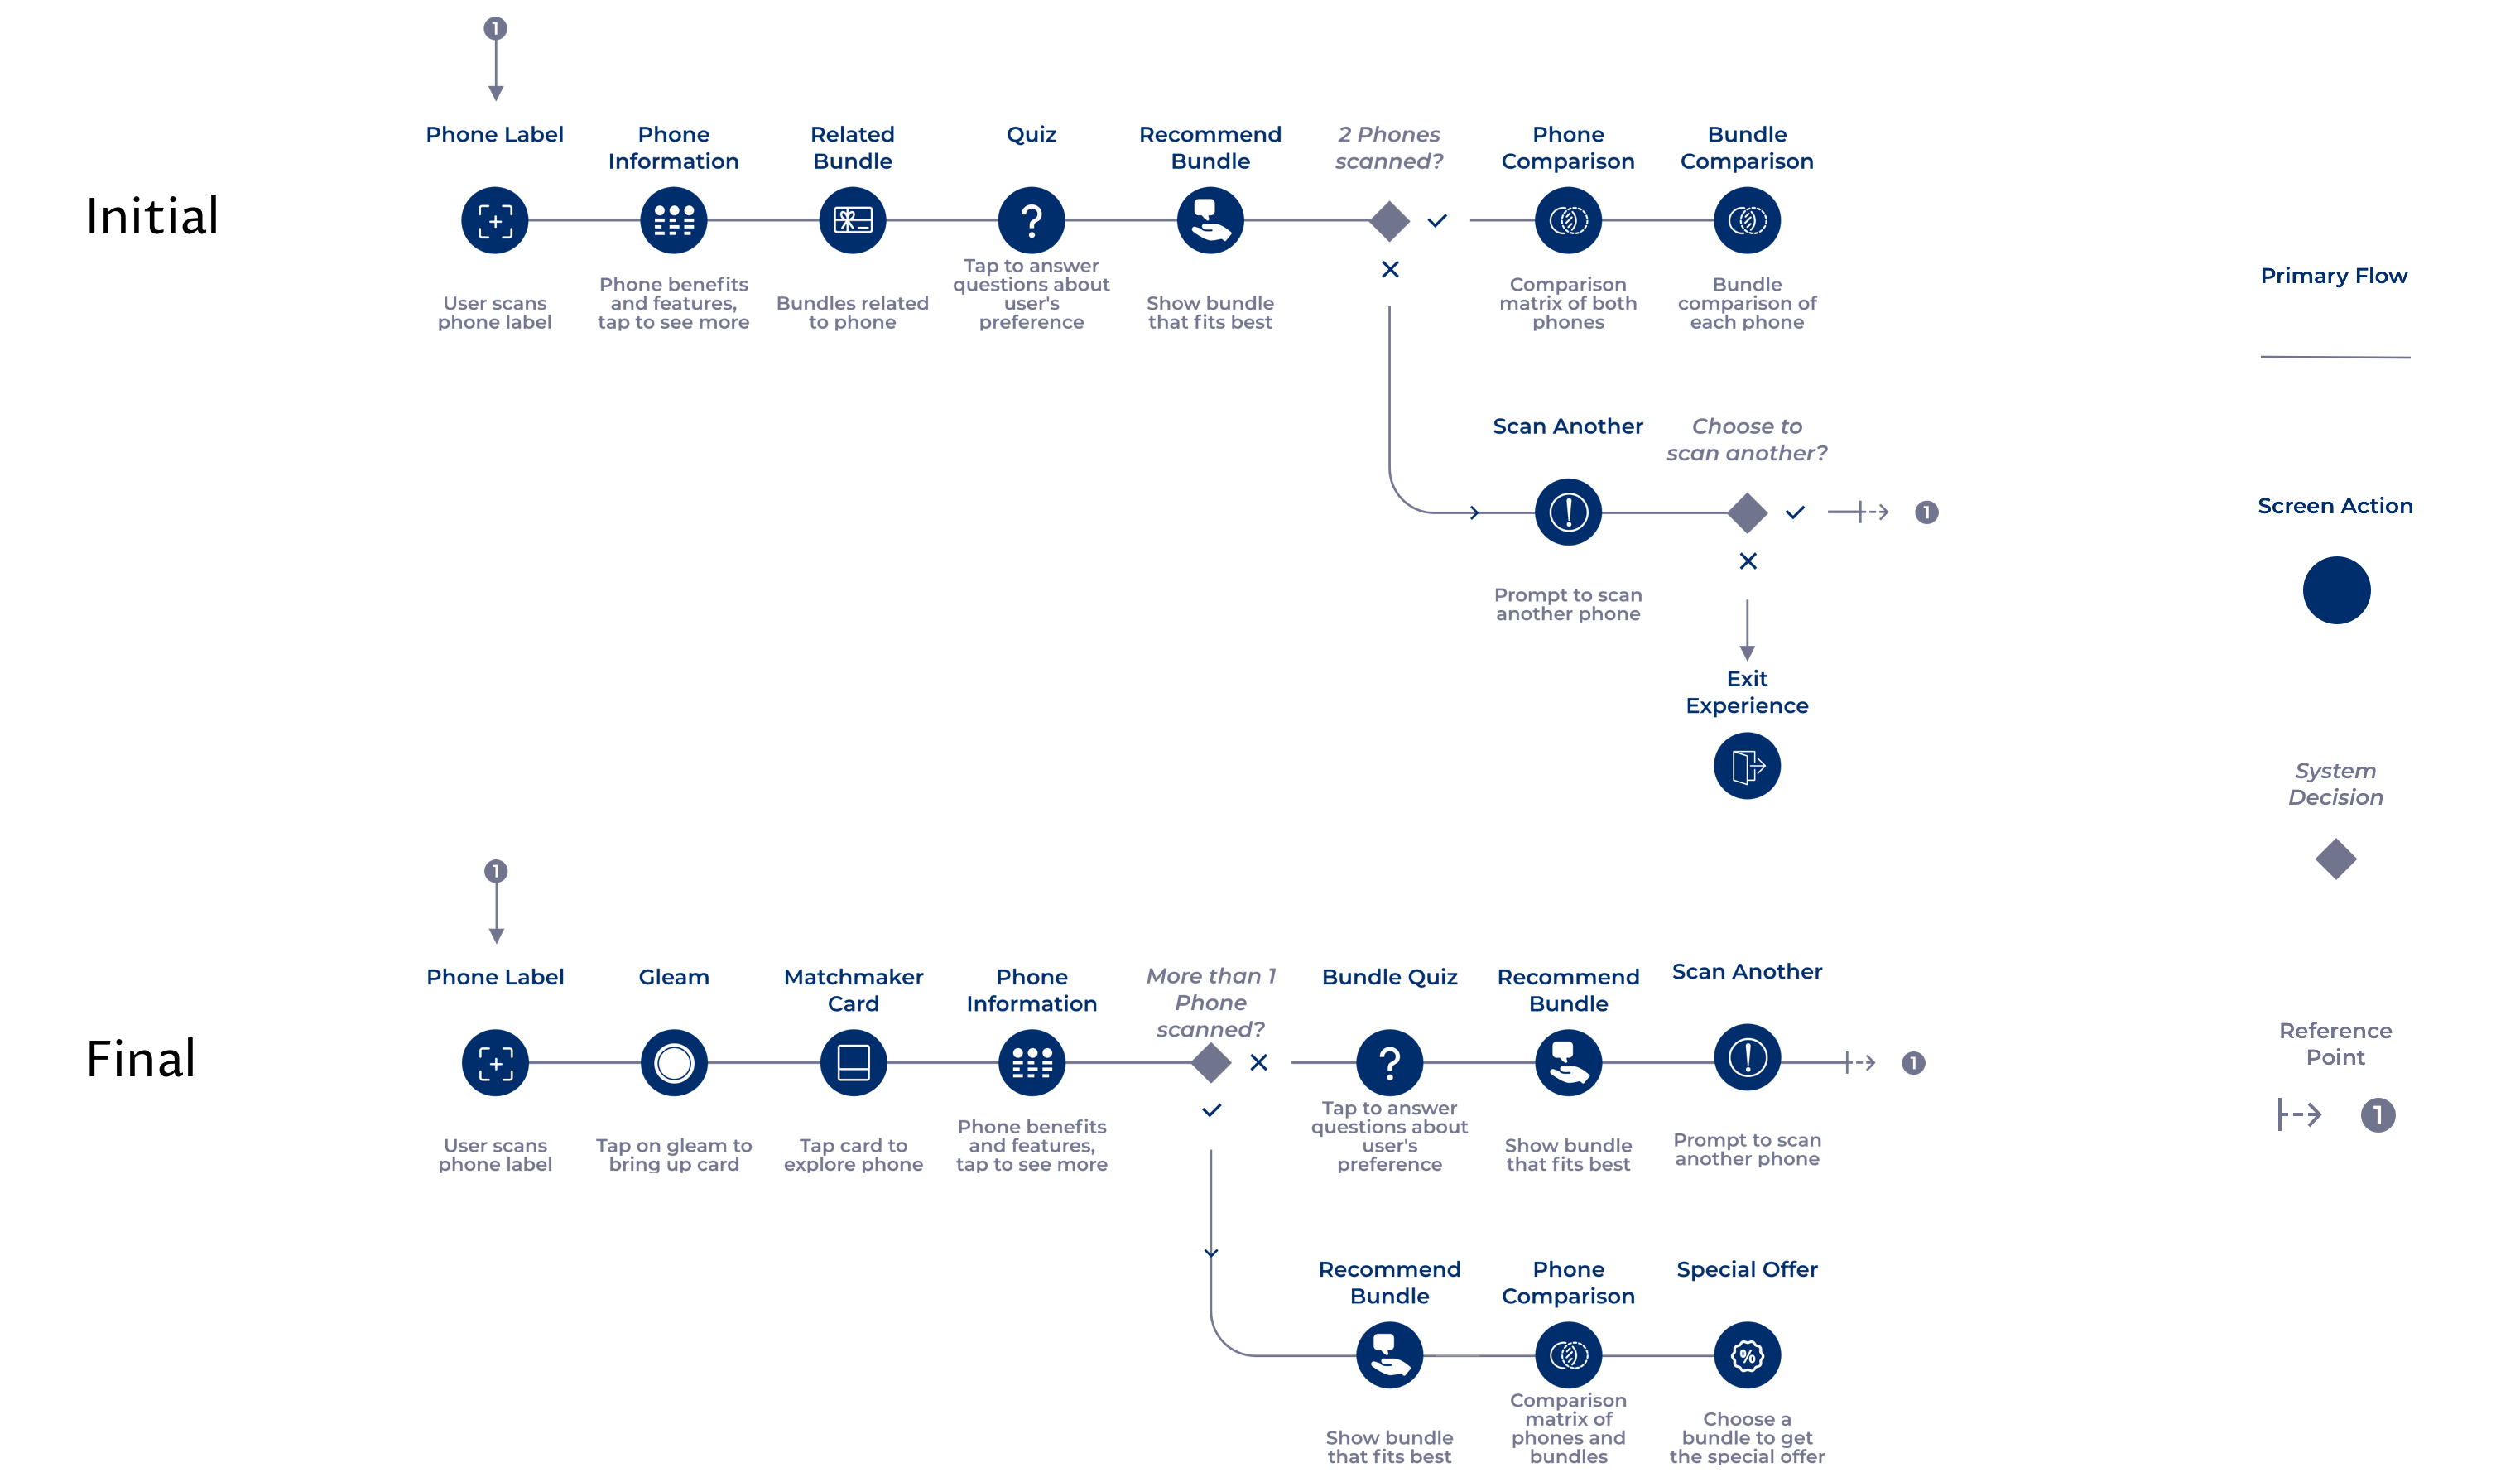 1
Phone Label
Phone
Information
Related
Bundle
Quiz
Recommend
Bundle
2 Phones
scanned?
Phone
Comparison
Bundle
Comparison
Initial
User scans
phone label
Phone benefits
and features,
tap to see more
Bundles related
to phone
Tap to answer
questions about
user's
preference
Show bundle
that fits best
Comparison
matrix of both
phones
Bundle
comparison of
each phone
Scan Another
Choose to
scan another?
1
Prompt to scan
another phone
Exit
Experience
Primary Flow
Screen Action
System
Decision
Reference
Point
1
1
Phone Label
Gleam
Matchmaker
Card
Phone
Information
More than 1
Phone
scanned?
Bundle Quiz
Recommend
Bundle
Scan Another
Final
1
User scans
phone label
Tap on gleam to
bring up card
Tap card to
explore phone
Phone benefits
and features,
tap to see more
Tap to answer
questions about
user's
preference
Show bundle
that fits best
Prompt to scan
another phone
Recommend
Bundle
Phone
Comparison
Special Offer
%
Show bundle
that fits best
Comparison
matrix of
phones and
bundles
Choose a
bundle to get
the special offer